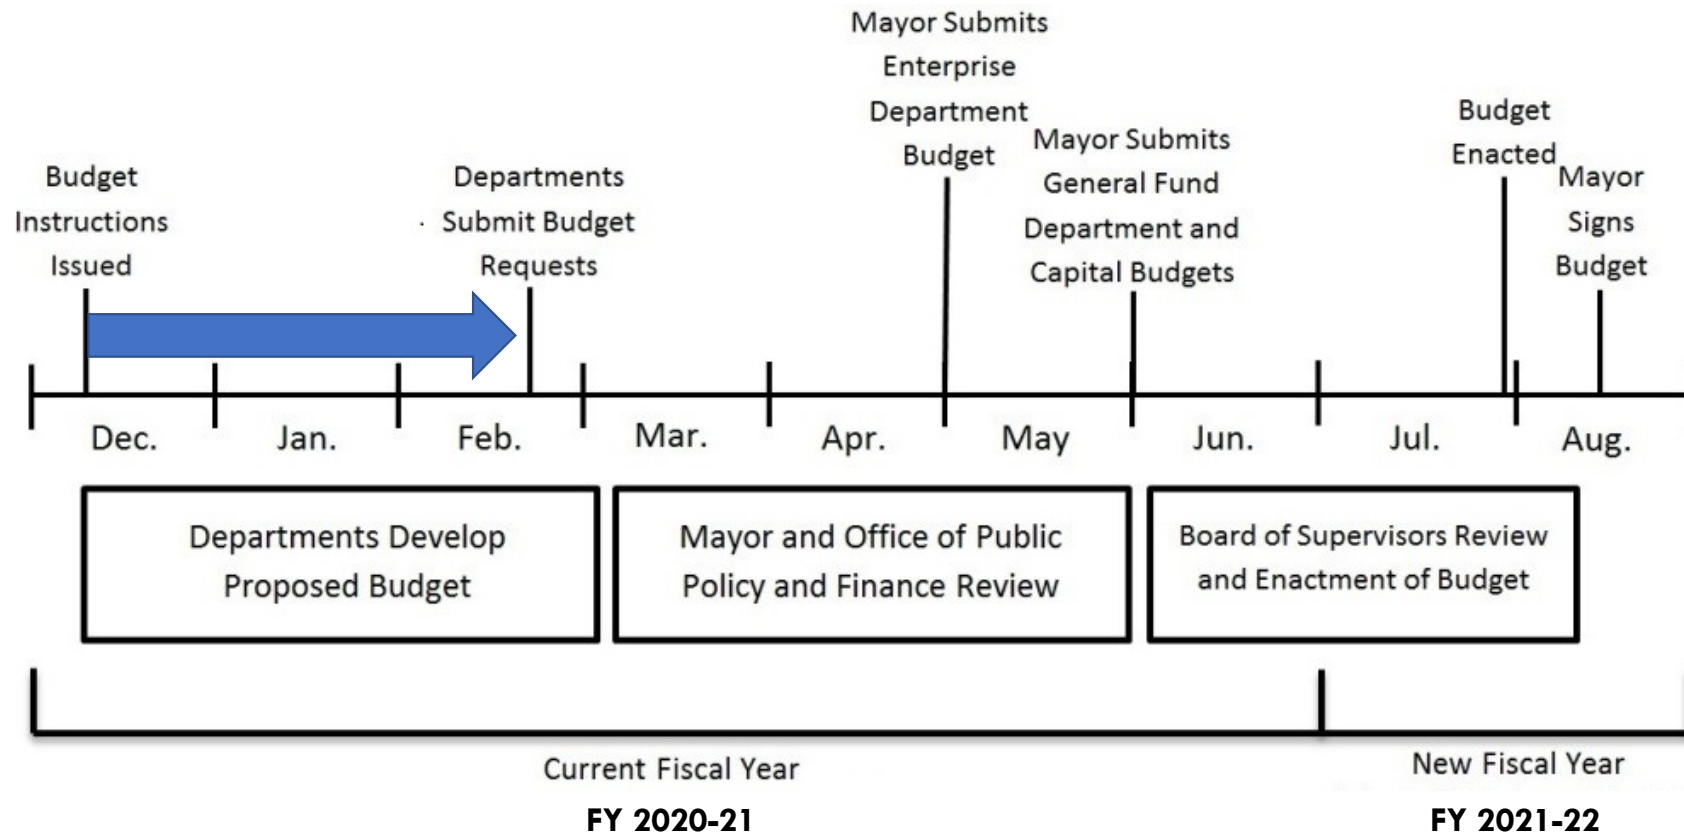 Mayor Submits
Enterprise
Department
Budget
Budget
Instructions
Issued
Departments
Submit Budget
Requests
Mayor Submits
General Fund
Department and
Capital Budgets
Budget
Enacted
Mayor
Signs
Budget
Dec.
Jan.
Feb.
Mar.
Apr.
May
Jun.
Jul.
Aug.
Departments Develop
Proposed Budget
Mayor and Office of Public
Policy and Finance Review
Board of Supervisors Review
and Enactment of Budget
Current Fiscal Year
New Fiscal Year
FY 2020-21
FY 2021-22